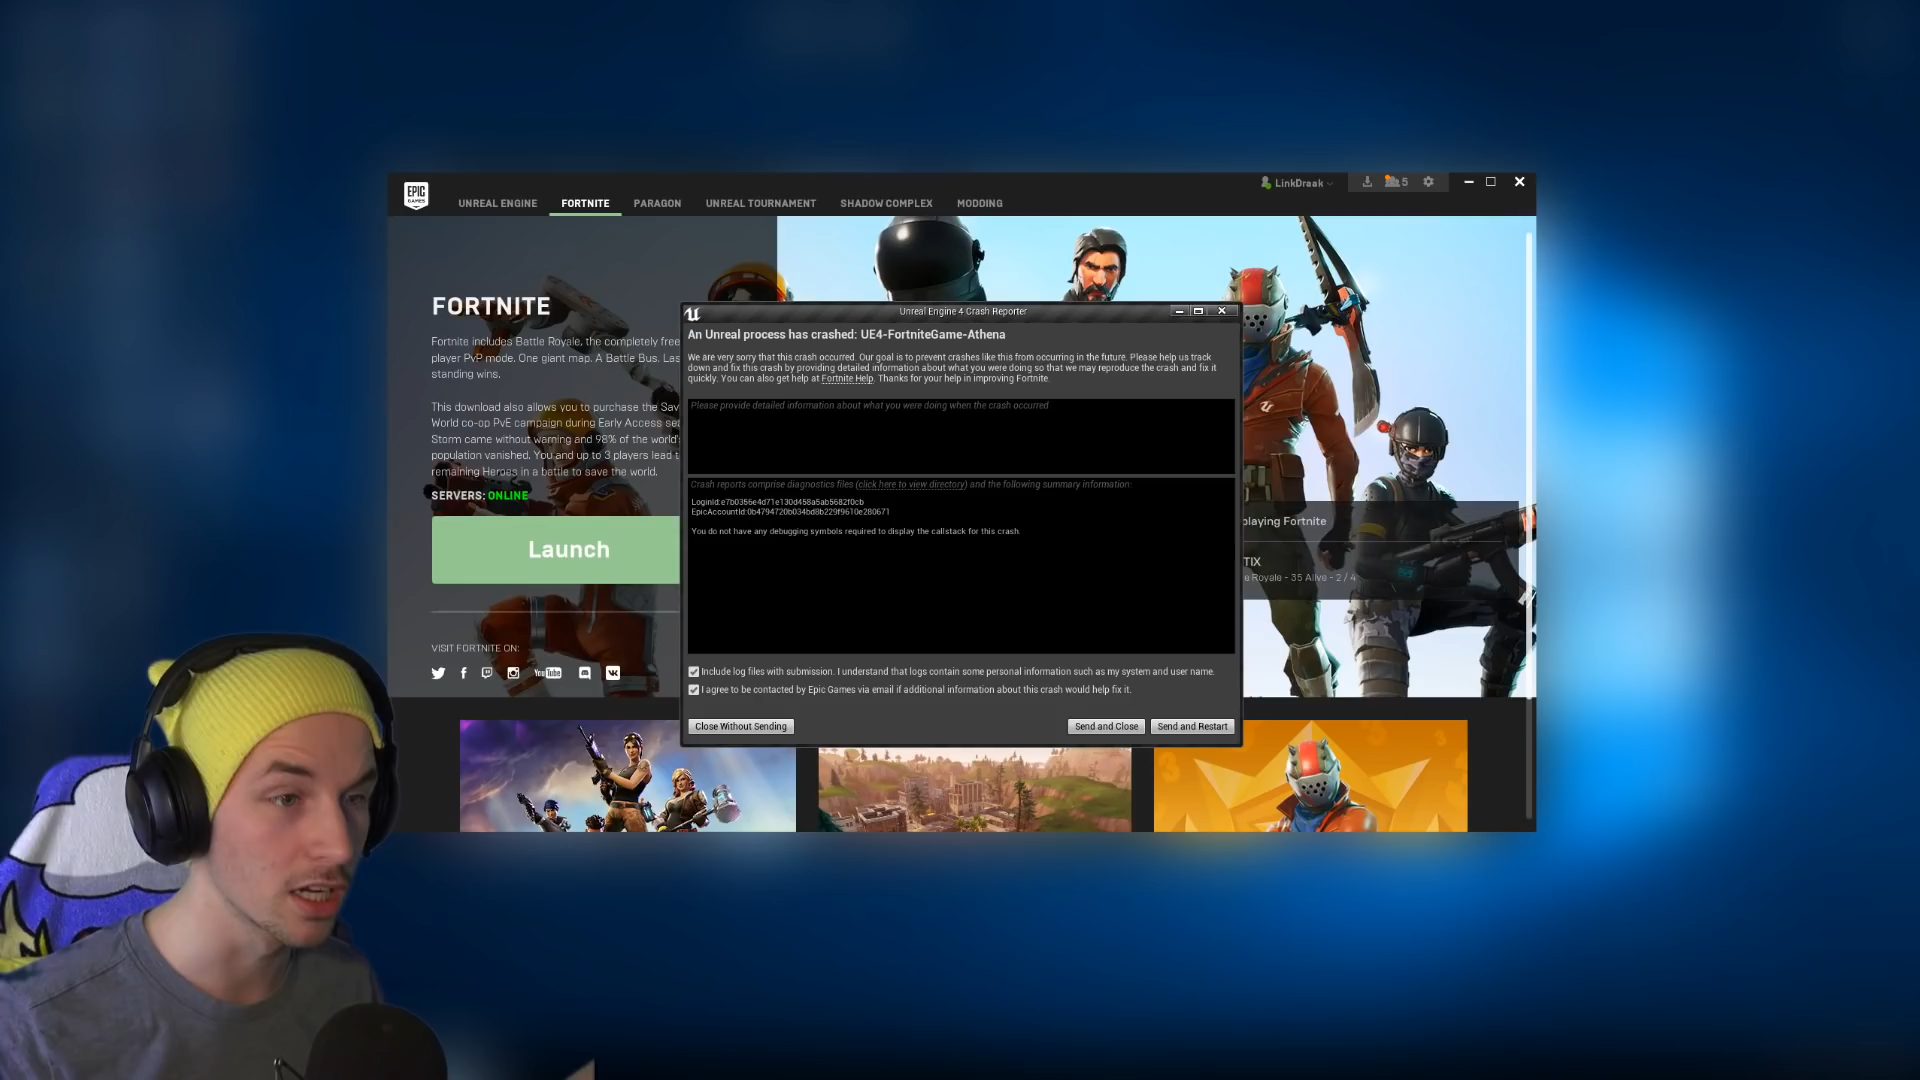 EPIC
GAMES
UNREAL ENGINE
FORTNITE
PARAGON
UNREAL TOURNAMENT
SHADOW COMPLEX
MODDING
LinkDraak
5
FORTNITE
Fortnite includes Battle Royale, the completely free
player PvP mode. One giant map. A Battle Bus. Las
standing wins.
This download also allows you to purchase the Sav
World co-op PvE campaign during Early Access se
Storm came without warning and 98% of the world'
population vanished. You and up to 3 players lead t
remaining Heroes in a battle to save the world.
SERVERS: ONLINE
Launch
VISIT FORTNITE ON:
YouTube
Unreal Engine 4 Crash Reporter
An Unreal process has crashed: UE4-FortniteGame-Athena
We are very sorry that this crash occurred. Our goal is to prevent crashes like this from occurring in the future. Please help us track
down and fix this crash by providing detailed information about what you were doing so that we may reproduce the crash and fix it
quickly. You can also get help at Fortnite Help. Thanks for your help in improving Fortnite.
Please provide detailed information about what you were doing when the crash occurred
Crash reports comprise diagnostics files (click here to view directory) and the following summary information:
LoginId:e7b0356e4d71e130d458a5ab5682f0cb
EpicAccountId:0b4794720b034bd8b229f9610e280671
You do not have any debugging symbols required to display the callstack for this crash.
Include log files with submission. I understand that logs contain some personal information such as my system and user name.
I agree to be contacted by Epic Games via email if additional information about this crash would help fix it.
Close Without Sending
Send and Close
Send and Restart
playing Fortnite
TIX
e Royale - 35 Alive - 2 / 4